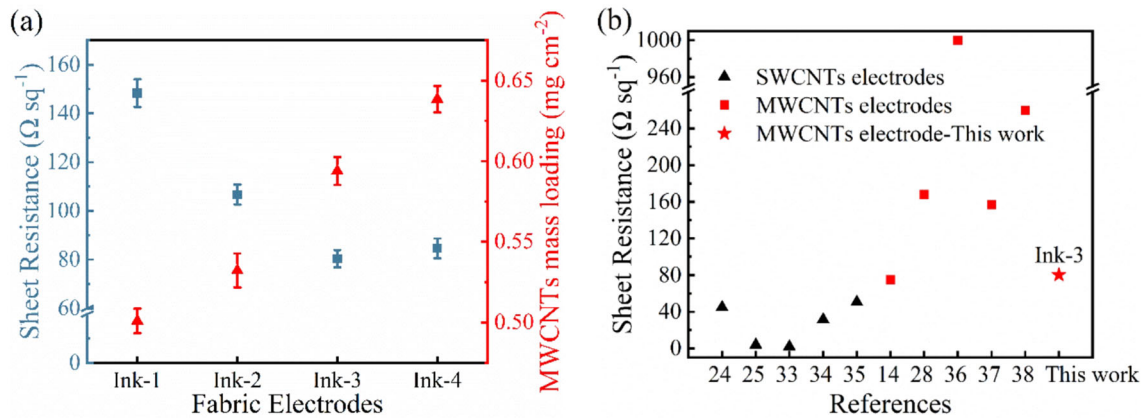 (a)
Sheet Resistance (Ω sq⁻¹)
160
140
120
100
80
60
0
Ink-1 Ink-2 Ink-3 Ink-4
Fabric Electrodes
0.65
0.60
0.55
0.50
MWCNTs mass loading (mg cm⁻²)
(b)
Sheet Resistance (Ω sq⁻¹)
1000
960
240
200
160
120
80
40
0
SWCNTs electrodes
MWCNTs electrodes
MWCNTs electrode-This work
Ink-3
24 25 33 34 35 14 28 36 37 38 This work
References